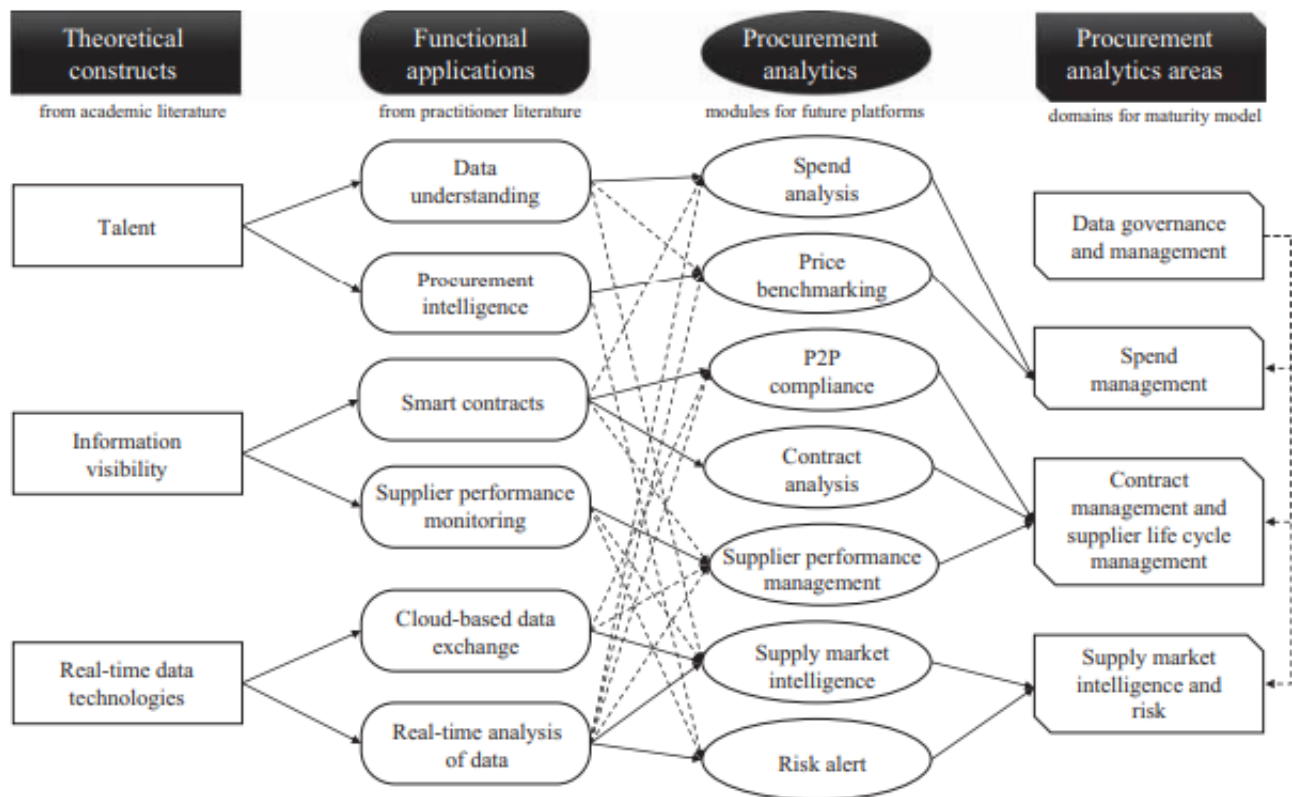 Theoretical
constructs
from academic literature
Functional
applications
from practitioner literature
Procurement
analytics
modules for future platforms
Procurement
analytics areas
domains for maturity model
Talent
Information
visibility
Real-time data
technologies
Data
understanding
Procurement
intelligence
Smart contracts
Supplier performance
monitoring
Cloud-based data
exchange
Real-time analysis
of data
Spend
analysis
Price
benchmarking
P2P
compliance
Contract
analysis
Supplier performance
management
Supply market
intelligence
Risk alert
Data governance
and management
Spend
management
Contract
management and
supplier life cycle
management
Supply market
intelligence and
risk